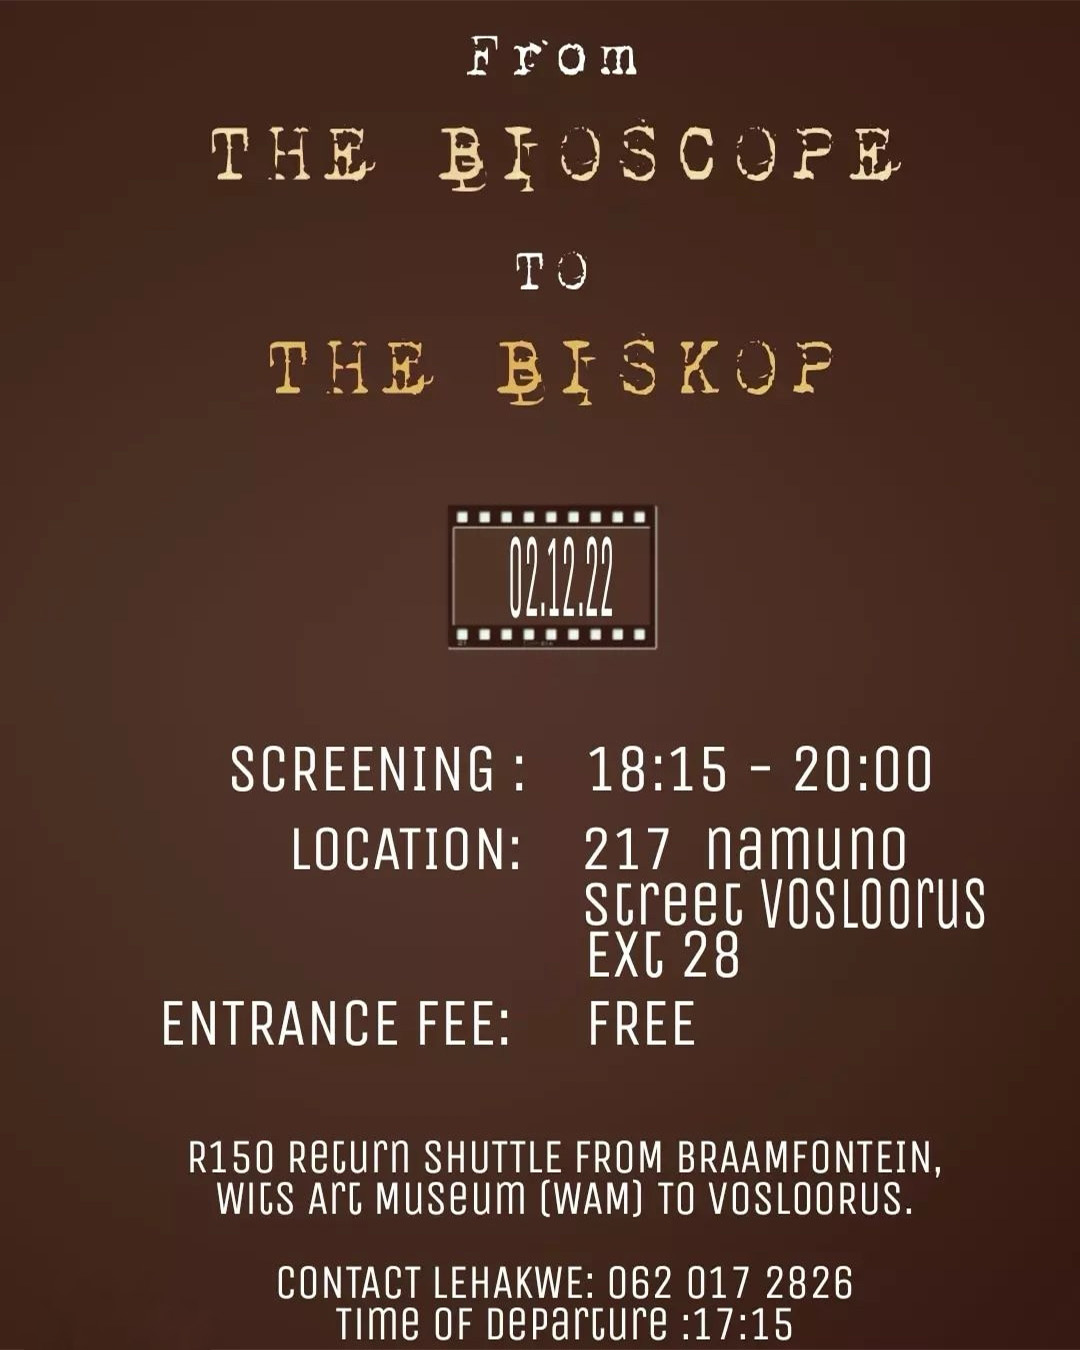 From
THE BIOSCOPE
TO
THE BISKOP
02.12.22
SCREENING : 18:15 - 20:00
LOCATION: 217 namuno
street VOSLOORUS
EXt 28
ENTRANCE FEE: FREE
R150 Return SHUTTLE FROM BRAAMFONTEIN,
Wits Art Museum (WAM) TO VOSLOORUS.
CONTACT LEHAKWE: 062 017 2826
Time OF Departure :17:15